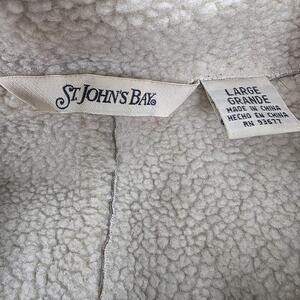 ST. JOHN'S BAY
LARGE
GRANDE
MADE IN CHINA
HECHO EN CHINA
RN 93677